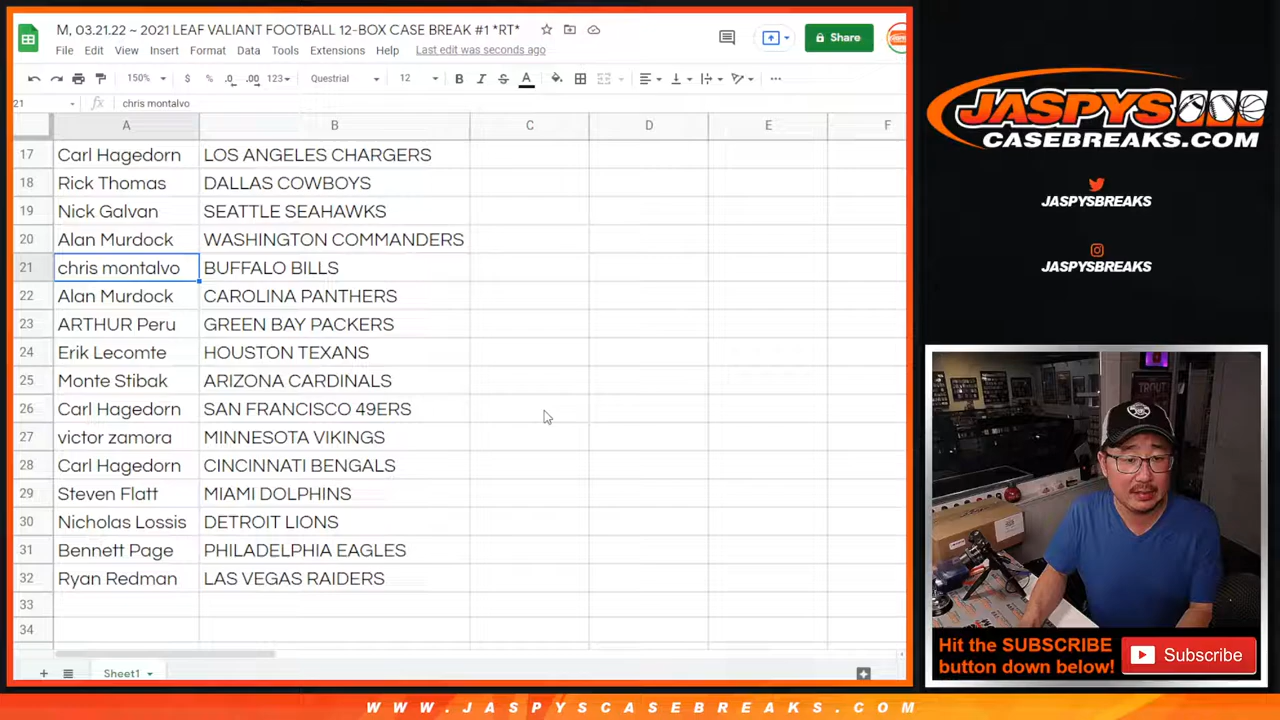 M, 03.21.22 ~ 2021 LEAF VALIANT FOOTBALL 12-BOX CASE BREAK #1 *RT*
File Edit View Insert Format Data Tools Extensions Help Last edit was seconds ago
Share
150% $ % .0 .00 123 Questrial 12 B I S A
21 fx chris montalvo
A B C D E F
17 Carl Hagedorn LOS ANGELES CHARGERS
18 Rick Thomas DALLAS COWBOYS
19 Nick Galvan SEATTLE SEAHAWKS
20 Alan Murdock WASHINGTON COMMANDERS
21 chris montalvo BUFFALO BILLS
22 Alan Murdock CAROLINA PANTHERS
23 ARTHUR Peru GREEN BAY PACKERS
24 Erik Lecomte HOUSTON TEXANS
25 Monte Stibak ARIZONA CARDINALS
26 Carl Hagedorn SAN FRANCISCO 49ERS
27 victor zamora MINNESOTA VIKINGS
28 Carl Hagedorn CINCINNATI BENGALS
29 Steven Flatt MIAMI DOLPHINS
30 Nicholas Lossis DETROIT LIONS
31 Bennett Page PHILADELPHIA EAGLES
32 Ryan Redman LAS VEGAS RAIDERS
33
34
Sheet1
JASPYS
CASEBREAKS.COM
JASPYSBREAKS
JASPYSBREAKS
TROUT
Hit the SUBSCRIBE
button down below!
Subscribe
WWW.JASPYSCASEBREAKS.COM